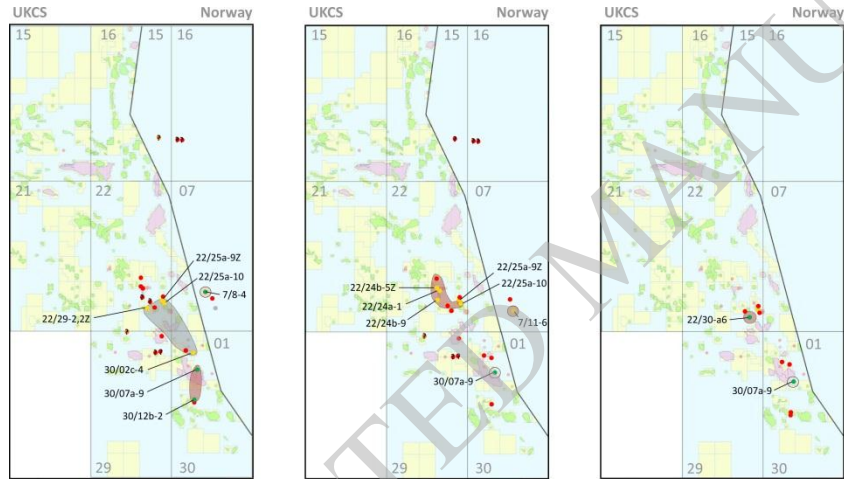 UKCS Norway
15 16 15 16
22/25a-9Z
21 22 07
22/25a-10
7/8-4
22/29-2,2Z
01
30/02c-4
30/07a-9
30/12b-2
29 30
UKCS Norway
15 16 15 16
21 22 07
22/24b-5Z
22/25a-9Z
22/24a-1
22/25a-10
22/24b-9
7/11-6
01
30/07a-9
29 30
UKCS Norway
15 16 15 16
21 22 07
22/30-a6
01
30/07a-9
29 30
TED MANU